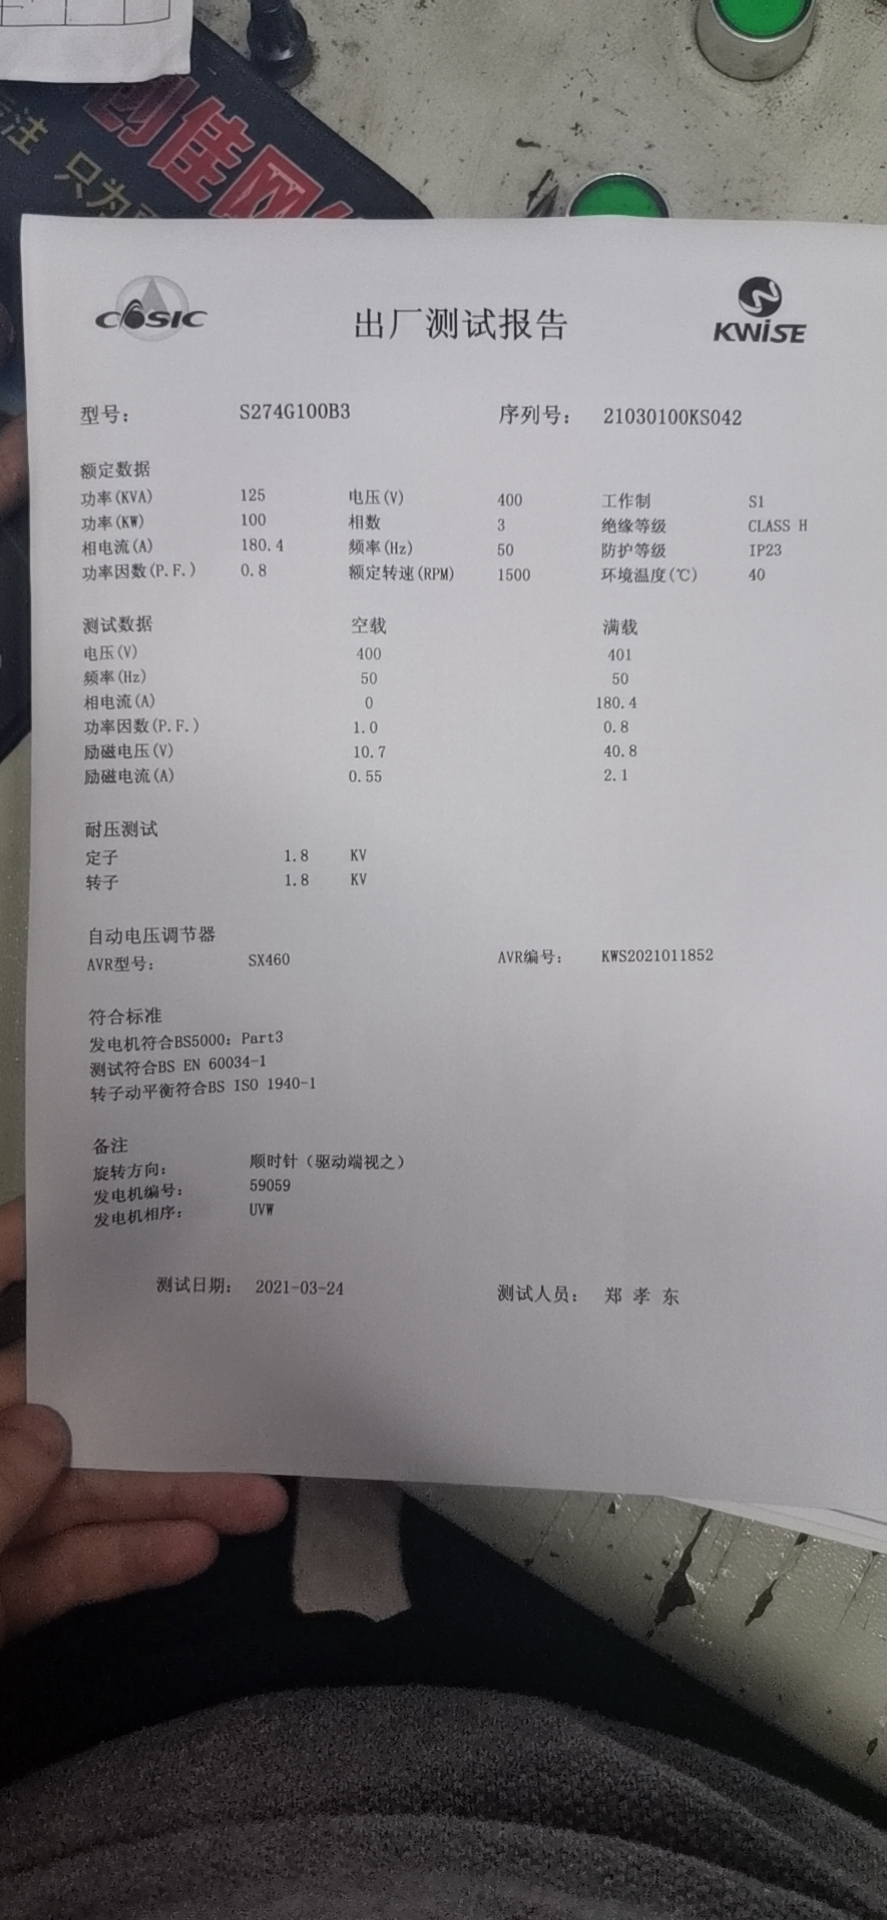 创佳网
注 只为
COSIC
出厂测试报告
KWiSE
型号: S274G100B3 序列号: 21030100KS042
额定数据
功率(KVA) 125 电压(V) 400 工作制 S1
功率(KW) 100 相数 3 绝缘等级 CLASS H
相电流(A) 180.4 频率(Hz) 50 防护等级 IP23
功率因数(P.F.) 0.8 额定转速(RPM) 1500 环境温度(℃) 40
测试数据 空载 满载
电压(V) 400 401
频率(Hz) 50 50
相电流(A) 0 180.4
功率因数(P.F.) 1.0 0.8
励磁电压(V) 10.7 40.8
励磁电流(A) 0.55 2.1
耐压测试
定子 1.8 KV
转子 1.8 KV
自动电压调节器
AVR型号: SX460 AVR编号: KWS2021011852
符合标准
发电机符合BS5000: Part3
测试符合BS EN 60034-1
转子动平衡符合BS ISO 1940-1
备注
旋转方向: 顺时针（驱动端视之）
发电机编号: 59059
发电机相序: UVW
测试日期: 2021-03-24 测试人员: 郑 孝 东